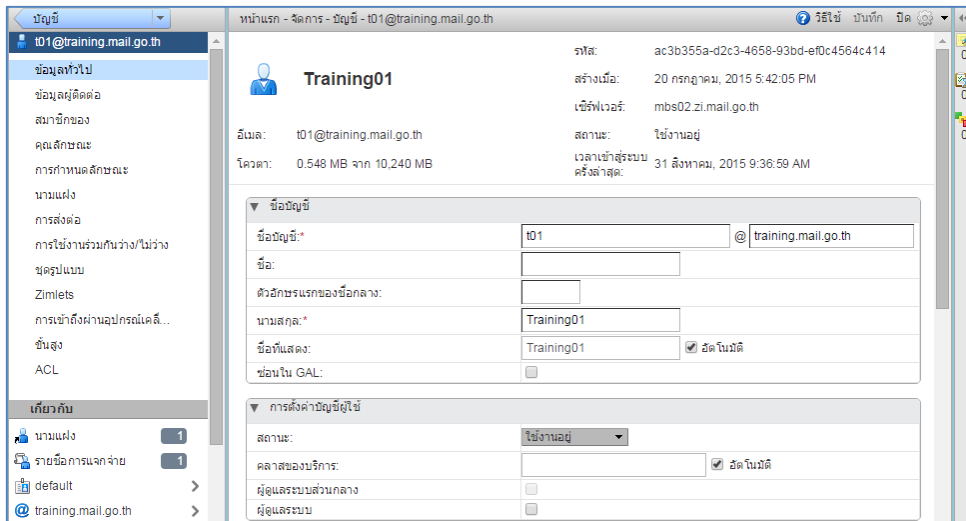 บัญชี
หน้าแรก - จัดการ - บัญชี - t01@training.mail.go.th
วิธีใช้ บันทึก ปิด
t01@training.mail.go.th
ข้อมูลทั่วไป
ข้อมูลผู้ติดต่อ
สมาชิกของ
คุณลักษณะ
การกำหนดลักษณะ
นามแฝง
การส่งต่อ
การใช้งานร่วมกันว่าง/ไม่ว่าง
ชุดรูปแบบ
Zimlets
การเข้าถึงผ่านอุปกรณ์เคลื่...
ขั้นสูง
ACL
เกี่ยวกับ
นามแฝง 1
รายชื่อการแจกจ่าย 1
default
training.mail.go.th
Training01
รหัส: ac3b355a-d2c3-4658-93bd-ef0c4564c414
สร้างเมื่อ: 20 กรกฎาคม, 2015 5:42:05 PM
เซิร์ฟเวอร์: mbs02.zi.mail.go.th
อีเมล: t01@training.mail.go.th
สถานะ: ใช้งานอยู่
โควตา: 0.548 MB จาก 10,240 MB
เวลาเข้าสู่ระบบ
ครั้งล่าสุด: 31 สิงหาคม, 2015 9:36:59 AM
ชื่อบัญชี
ชื่อบัญชี:* t01 @ training.mail.go.th
ชื่อ:
ตัวอักษรแรกของชื่อกลาง:
นามสกุล:* Training01
ชื่อที่แสดง: Training01 อัตโนมัติ
ซ่อนใน GAL:
การตั้งค่าบัญชีผู้ใช้
สถานะ: ใช้งานอยู่
คลาสของบริการ: อัตโนมัติ
ผู้ดูแลระบบส่วนกลาง
ผู้ดูแลระบบ